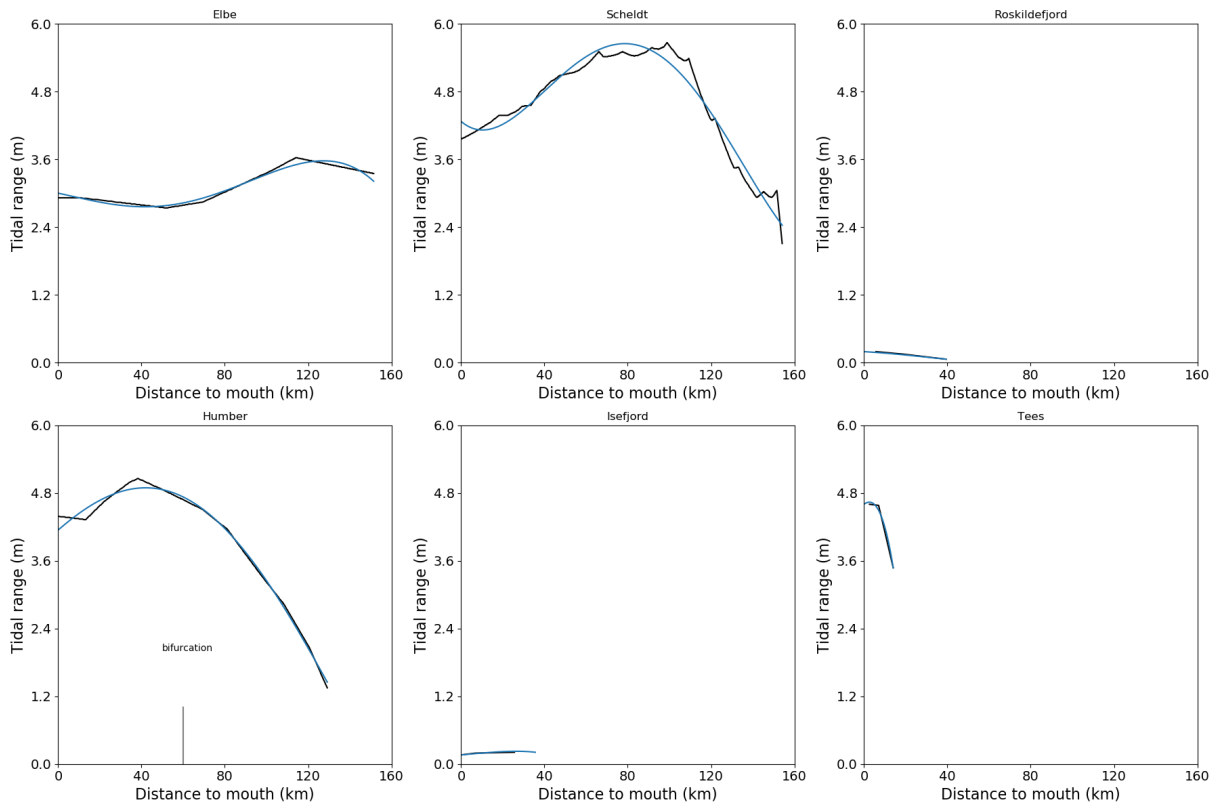 Elbe
6.0
4.8
3.6
2.4
1.2
0.0
Tidal range (m)
0 40 80 120 160
Distance to mouth (km)
Scheldt
6.0
4.8
3.6
2.4
1.2
0.0
Tidal range (m)
0 40 80 120 160
Distance to mouth (km)
Roskildefjord
6.0
4.8
3.6
2.4
1.2
0.0
Tidal range (m)
0 40 80 120 160
Distance to mouth (km)
Humber
6.0
4.8
3.6
2.4
1.2
0.0
Tidal range (m)
bifurcation
0 40 80 120 160
Distance to mouth (km)
Isefjord
6.0
4.8
3.6
2.4
1.2
0.0
Tidal range (m)
0 40 80 120 160
Distance to mouth (km)
Tees
6.0
4.8
3.6
2.4
1.2
0.0
Tidal range (m)
0 40 80 120 160
Distance to mouth (km)